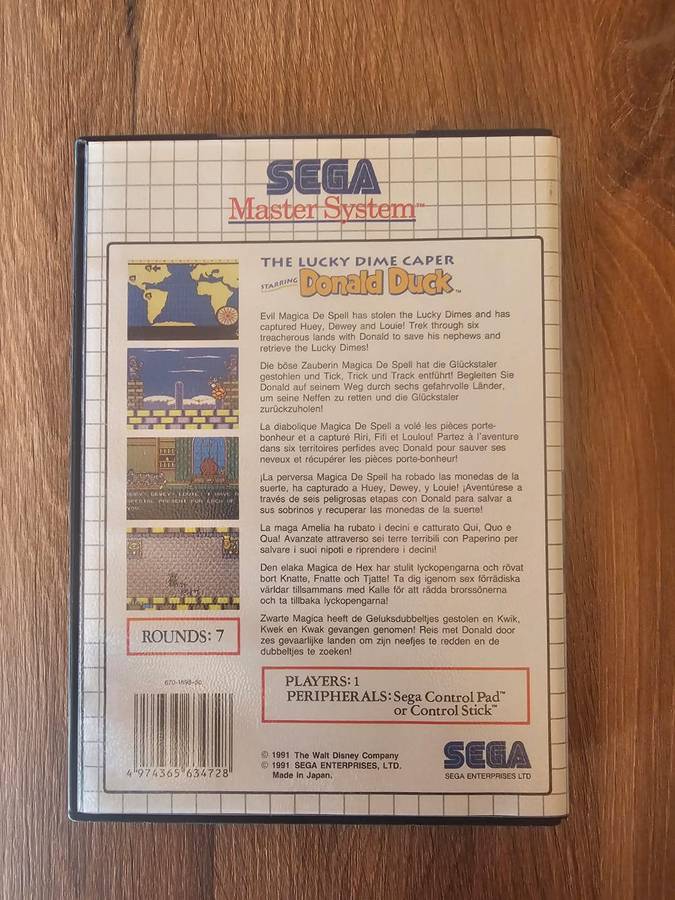 SEGA
Master System™
THE LUCKY DIME CAPER
STARRING Donald Duck™
Evil Magica De Spell has stolen the Lucky Dimes and has
captured Huey, Dewey and Louie! Trek through six
treacherous lands with Donald to save his nephews and
retrieve the Lucky Dimes!
Die böse Zauberin Magica De Spell hat die Glückstaler
gestohlen und Tick, Trick und Track entführt! Begleiten Sie
Donald auf seinem Weg durch sechs gefahrvolle Länder,
um seine Neffen zu retten und die Glückstaler
zurückzuholen!
La diabolique Magica De Spell a volé les pièces porte-
bonheur et a capturé Riri, Fifi et Loulou! Partez à l'aventure
dans six territoires perfides avec Donald pour sauver ses
neveux et récupérer les pièces porte-bonheur!
¡La perversa Magica De Spell ha robado las monedas de la
suerte, ha capturado a Huey, Dewey, y Louie! ¡Aventúrese a
través de seis peligrosas etapas con Donald para salvar a
sus sobrinos y recuperar las monedas de la suerte!
La maga Amelia ha rubato i decini e catturato Qui, Quo e
Qua! Avanzate attraverso sei terre terribili con Paperino per
salvare i suoi nipoti e riprendere i decini!
Den elaka Magica de Hex har stulit lyckopengarna och rövat
bort Knatte, Fnatte och Tjatte! Ta dig igenom sex förrädiska
världar tillsammans med Kalle för att rädda brorssönerna
och ta tillbaka lyckopengarna!
Zwarte Magica heeft de Geluksdubbeltjes gestolen en Kwik,
Kwek en Kwak gevangen genomen! Reis met Donald door
zes gevaarlijke landen om zijn neefjes te redden en de
dubbeltjes te zoeken!
ROUNDS: 7
670-1698-50
PLAYERS: 1
PERIPHERALS: Sega Control Pad™
or Control Stick™
4 974365 634728
© 1991 The Walt Disney Company
© 1991 SEGA ENTERPRISES, LTD.
Made in Japan.
SEGA
SEGA ENTERPRISES LTD